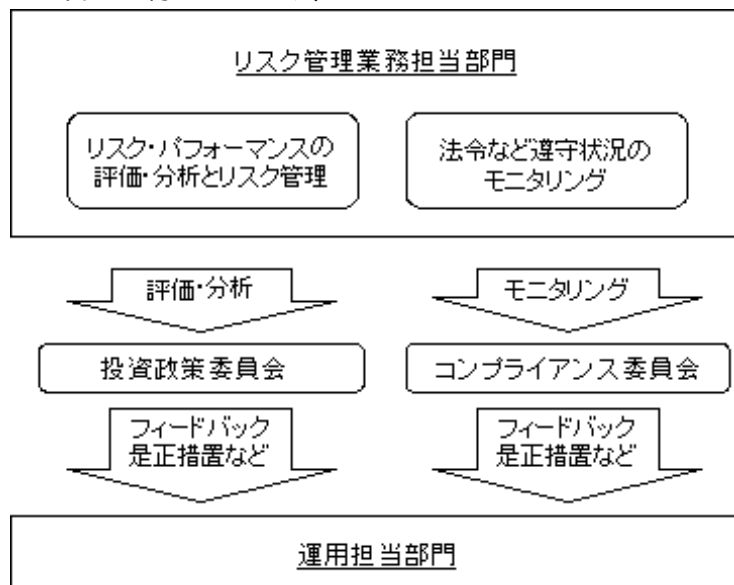 リスク管理業務担当部門
リスク・パフォーマンスの
評価・分析とリスク管理
法令など遵守状況の
モニタリング
評価・分析
モニタリング
投資政策委員会
コンプライアンス委員会
フィードバック
是正措置など
フィードバック
是正措置など
運用担当部門